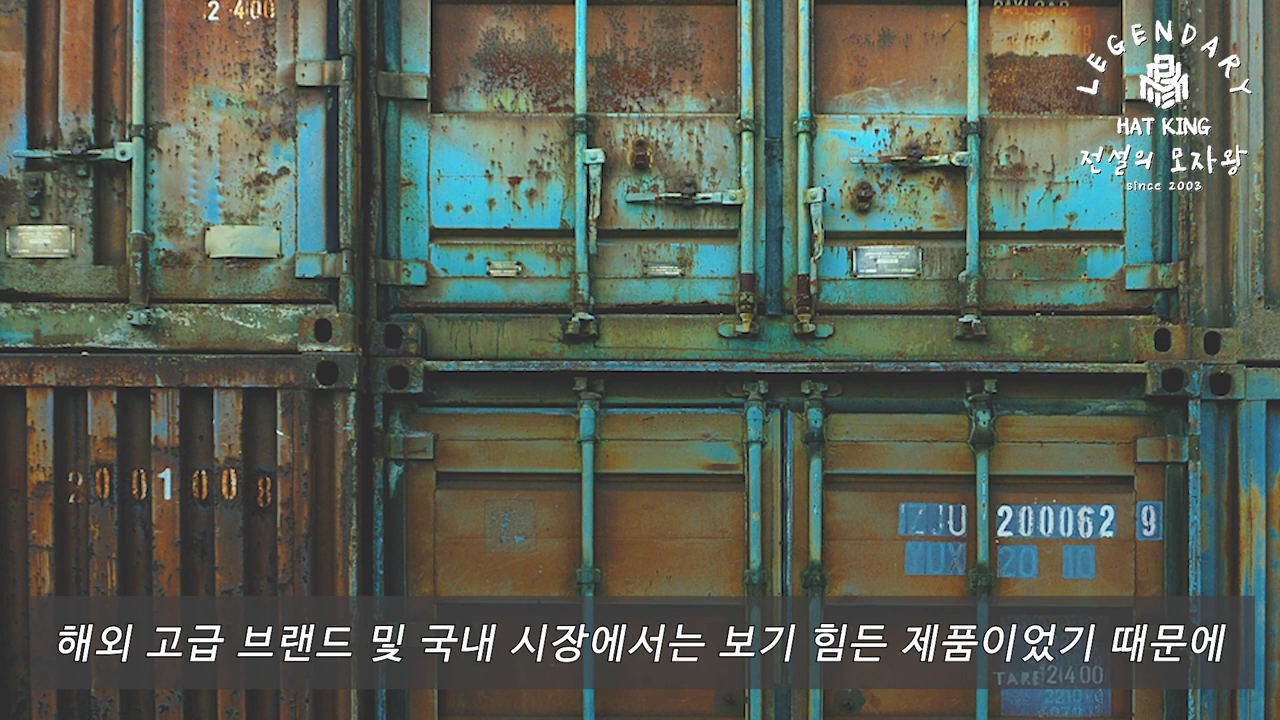 2 400
LEGENDARY
HAT KING
전설의 모자왕
since 2003
2001008
ZJU 200062 9
20 10
해외 고급 브랜드 및 국내 시장에서는 보기 힘든 제품이었기 때문에
TARE 21400